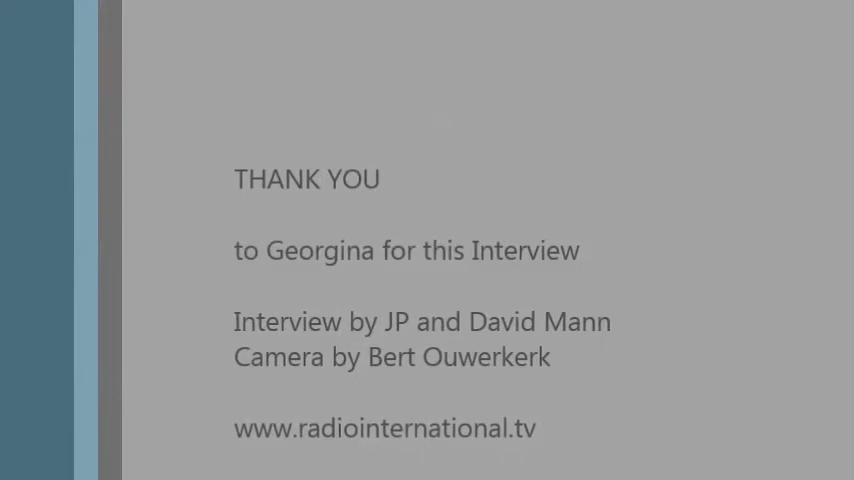 THANK YOU
to Georgina for this Interview
Interview by JP and David Mann
Camera by Bert Ouwerkerk
www.radiointernational.tv